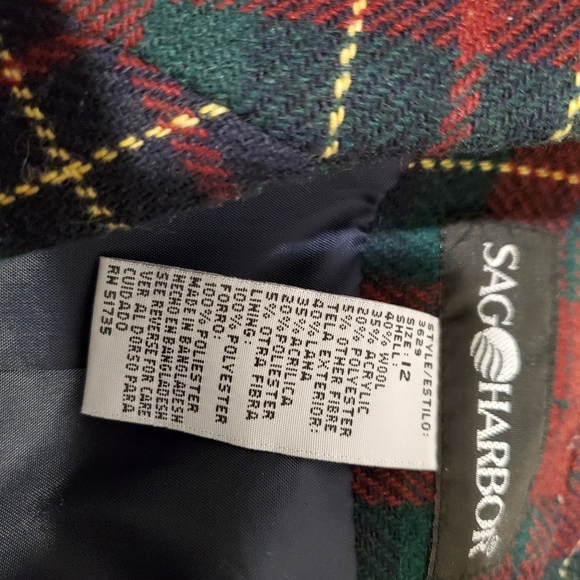 SAG HARBOR
STYLE/ESTILO:
3629
SIZE: 12
SHELL:
40% WOOL
35% ACRYLIC
20% POLYESTER
5% OTHER FIBRE
TELA EXTERIOR:
40% LANA
35% ACRILICA
20% POLIESTER
5% OTRA FIBRA
LINING:
100% POLYESTER
FORRO:
100% POLIESTER
MADE IN BANGLADESH
HECHO EN BANGLADESH
SEE REVERSE FOR CARE
VER AL DORSO PARA
CUIDADO
RN 51735